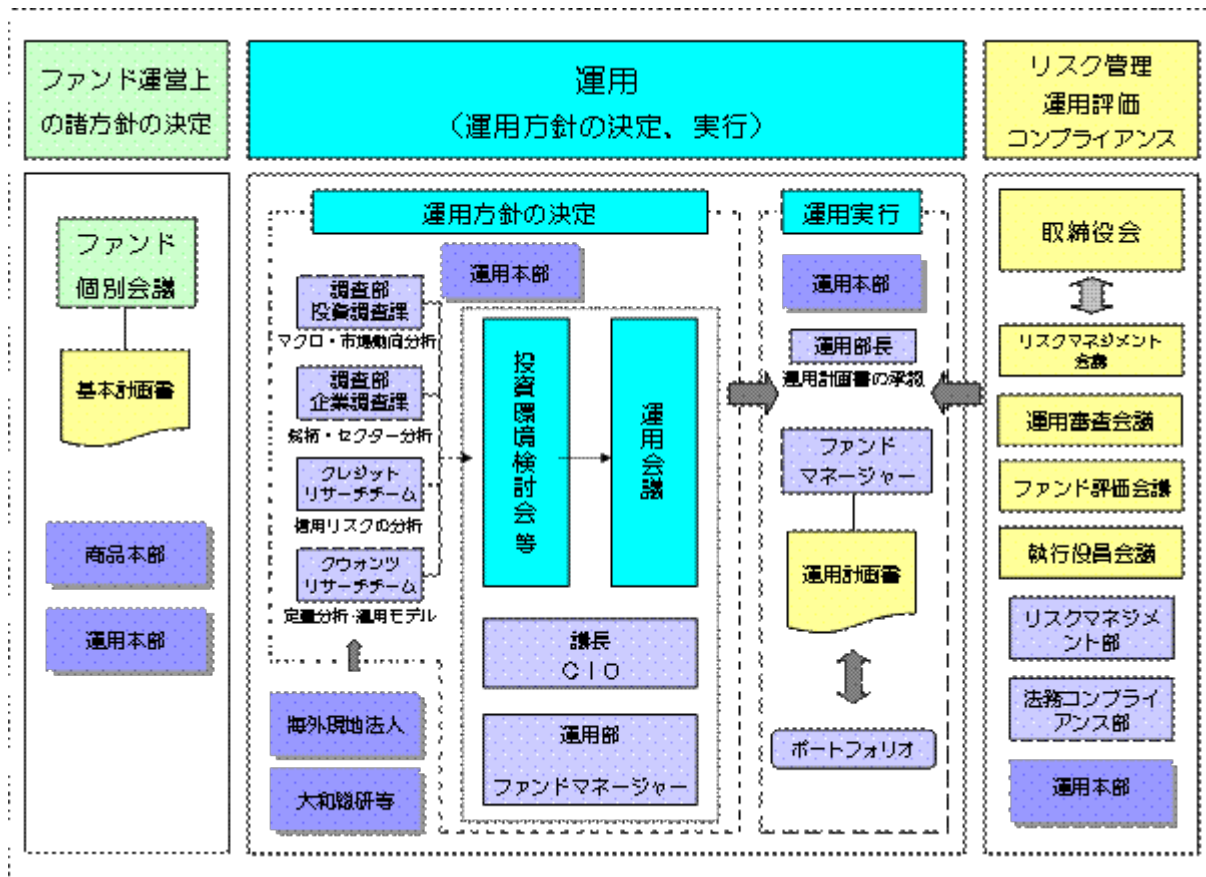 ファンド運営上
の諸方針の決定
運用
(運用方針の決定、実行)
リスク管理
運用評価
コンプライアンス
ファンド
個別会議
基本計画書
商品本部
運用本部
運用方針の決定
運用本部
調査部
投資調査課
マクロ・市場動向分析
調査部
企業調査課
銘柄・セクター分析
クレジット
リサーチチーム
信用リスクの分析
クウォンツ
リサーチチーム
定量分析・運用モデル
海外現地法人
大和総研等
投資環境検討会等
運用会議
議長
CIO
運用部
ファンドマネージャー
運用実行
運用本部
運用部長
運用計画書の承認
ファンド
マネージャー
運用計画書
ポートフォリオ
取締役会
リスクマネジメント
会議
運用審査会議
ファンド評価会議
執行役員会議
リスクマネジメ
ント部
法務コンプライ
アンス部
運用本部